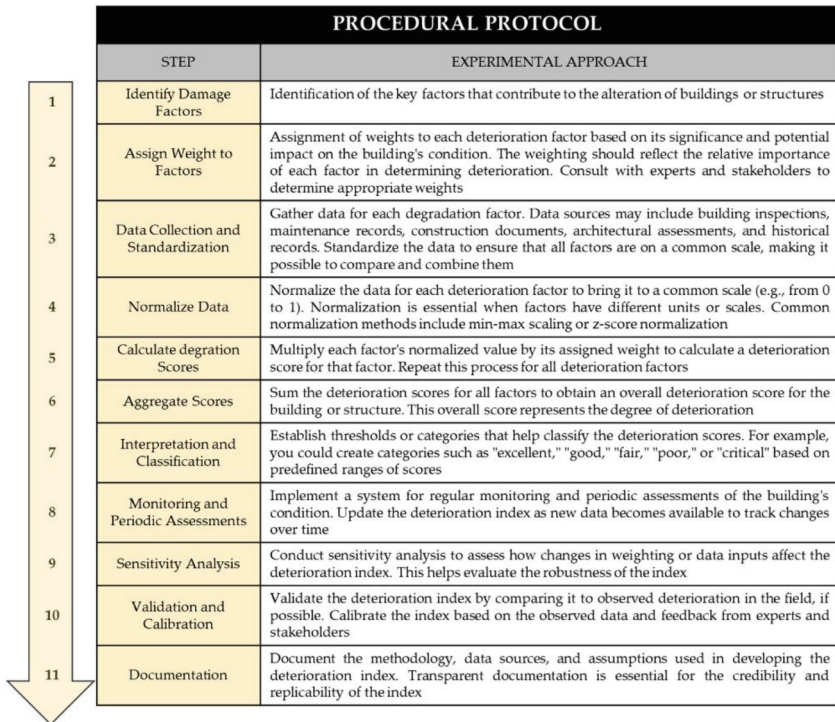 PROCEDURAL PROTOCOL
STEP
EXPERIMENTAL APPROACH
1
Identify Damage
Factors
Identification of the key factors that contribute to the alteration of buildings or structures
2
Assign Weight to
Factors
Assignment of weights to each deterioration factor based on its significance and potential
impact on the building's condition. The weighting should reflect the relative importance
of each factor in determining deterioration. Consult with experts and stakeholders to
determine appropriate weights
3
Data Collection and
Standardization
Gather data for each degradation factor. Data sources may include building inspections,
maintenance records, construction documents, architectural assessments, and historical
records. Standardize the data to ensure that all factors are on a common scale, making it
possible to compare and combine them
4
Normalize Data
Normalize the data for each deterioration factor to bring it to a common scale (e.g., from 0
to 1). Normalization is essential when factors have different units or scales. Common
normalization methods include min-max scaling or z-score normalization
5
Calculate degration
Scores
Multiply each factor's normalized value by its assigned weight to calculate a deterioration
score for that factor. Repeat this process for all deterioration factors
6
Aggregate Scores
Sum the deterioration scores for all factors to obtain an overall deterioration score for the
building or structure. This overall score represents the degree of deterioration
7
Interpretation and
Classification
Establish thresholds or categories that help classify the deterioration scores. For example,
you could create categories such as "excellent," "good," "fair," "poor," or "critical" based on
predefined ranges of scores
8
Monitoring and
Periodic Assessments
Implement a system for regular monitoring and periodic assessments of the building's
condition. Update the deterioration index as new data becomes available to track changes
over time
9
Sensitivity Analysis
Conduct sensitivity analysis to assess how changes in weighting or data inputs affect the
deterioration index. This helps evaluate the robustness of the index
10
Validation and
Calibration
Validate the deterioration index by comparing it to observed deterioration in the field, if
possible. Calibrate the index based on the observed data and feedback from experts and
stakeholders
11
Documentation
Document the methodology, data sources, and assumptions used in developing the
deterioration index. Transparent documentation is essential for the credibility and
replicability of the index